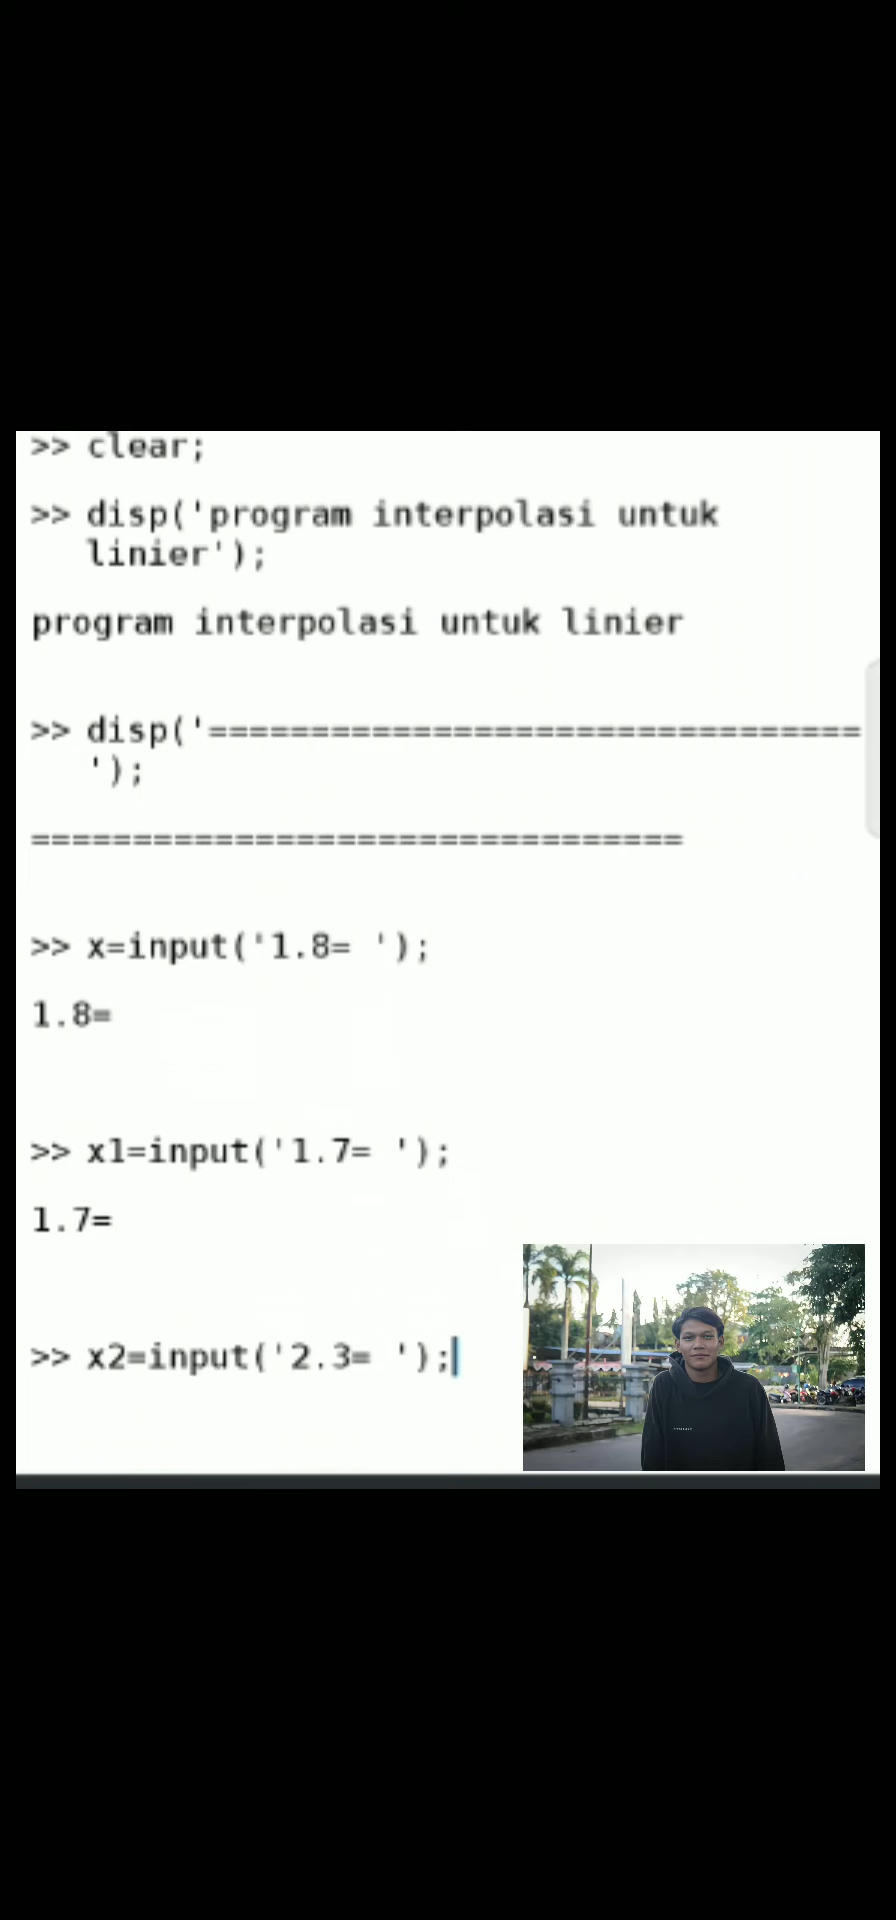 >> clear;
>> disp('program interpolasi untuk
linier');
program interpolasi untuk linier
>> disp('================================
');
================================
>> x=input('1.8= ');
1.8=
>> x1=input('1.7= ');
1.7=
>> x2=input('2.3= ');